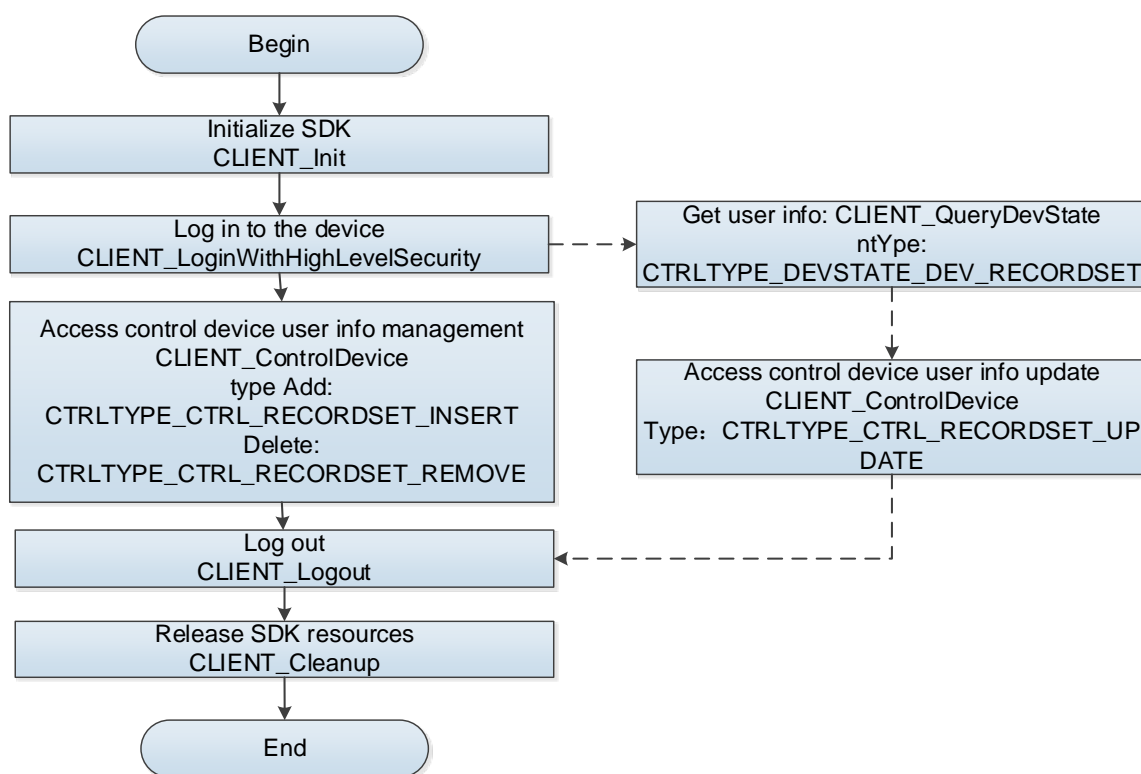 Begin
Initialize SDK
CLIENT_Init
Log in to the device
CLIENT_LoginWithHighLevelSecurity
Get user info: CLIENT_QueryDevState
ntYpe:
CTRLTYPE_DEVSTATE_DEV_RECORDSET
Access control device user info management
CLIENT_ControlDevice
type Add:
CTRLTYPE_CTRL_RECORDSET_INSERT
Delete:
CTRLTYPE_CTRL_RECORDSET_REMOVE
Access control device user info update
CLIENT_ControlDevice
Type：CTRLTYPE_CTRL_RECORDSET_UP
DATE
Log out
CLIENT_Logout
Release SDK resources
CLIENT_Cleanup
End